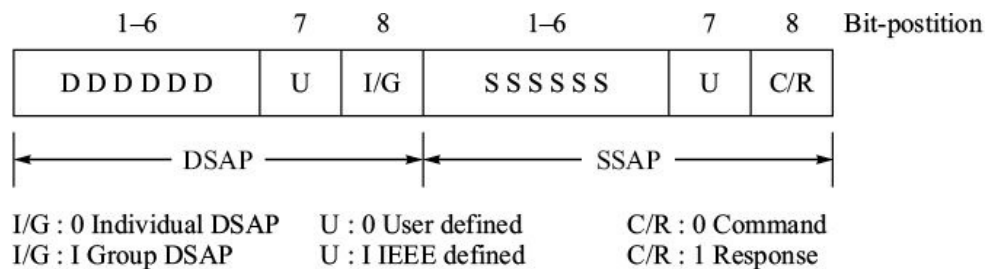 1–6 7 8 1–6 7 8 Bit-postition
D D D D D D U I/G S S S S S S U C/R
DSAP SSAP
I/G : 0 Individual DSAP U : 0 User defined C/R : 0 Command
I/G : I Group DSAP U : I IEEE defined C/R : 1 Response